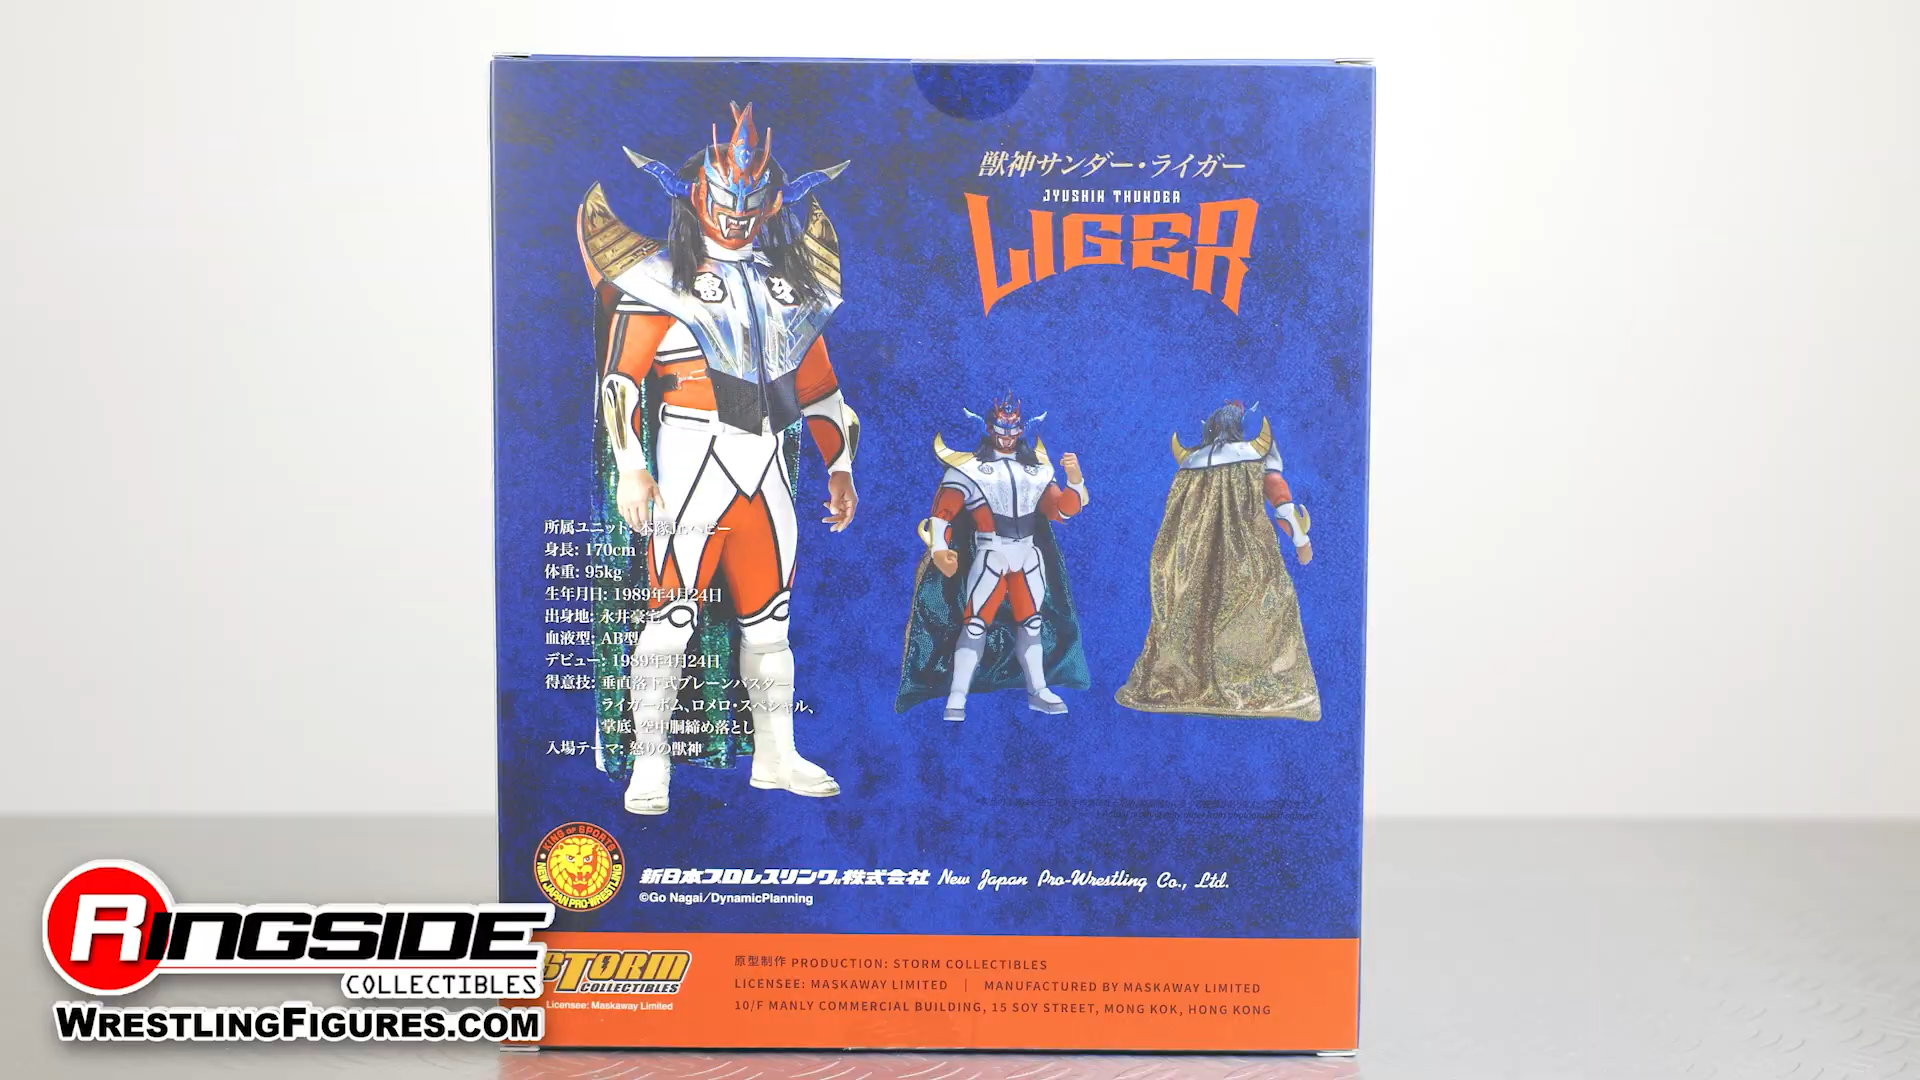 獣神サンダー・ライガー
JYUSHIN THUNDER
LIGER
所属ユニット: 本隊Jr.ヘビー
身長: 170cm
体重: 95kg
生年月日: 1989年4月24日
出身地: 永井豪宅
血液型: AB型
デビュー: 1989年4月24日
得意技: 垂直落下式ブレーンバスター、
ライガーボム、ロメロ・スペシャル、
掌底、空中胴締め落とし
入場テーマ: 怒りの獣神
KING OF SPORTS
NEW JAPAN PRO-WRESTLING
新日本プロレスリング株式会社 New Japan Pro-Wrestling Co., Ltd.
©Go Nagai/DynamicPlanning
STORM
COLLECTIBLES
Licensee: Maskaway Limited
原型制作 PRODUCTION: STORM COLLECTIBLES
LICENSEE: MASKAWAY LIMITED | MANUFACTURED BY MASKAWAY LIMITED
10/F MANLY COMMERCIAL BUILDING, 15 SOY STREET, MONG KOK, HONG KONG
RINGSIDE
COLLECTIBLES
WRESTLINGFIGURES.COM